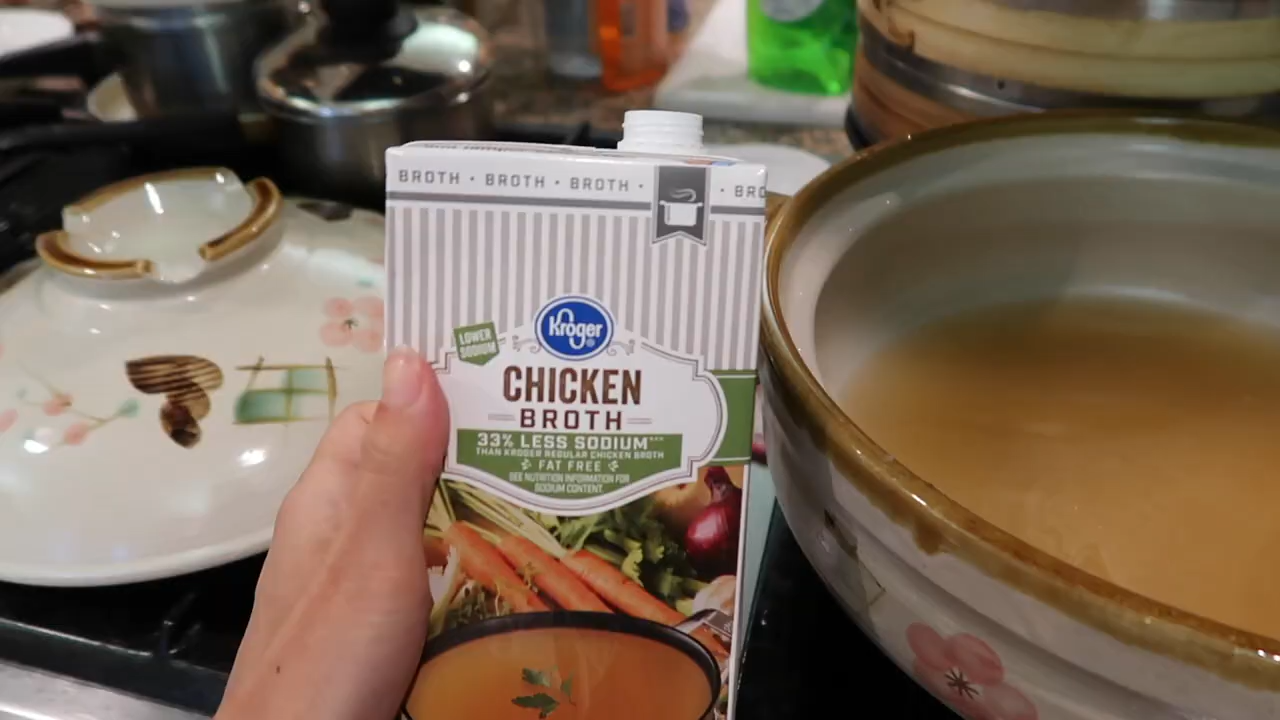 BROTH · BROTH · BROTH · · BRO
LOWER SODIUM
Kroger
CHICKEN
BROTH
33% LESS SODIUM***
THAN KROGER REGULAR CHICKEN BROTH
FAT FREE
SEE NUTRITION INFORMATION FOR
SODIUM CONTENT